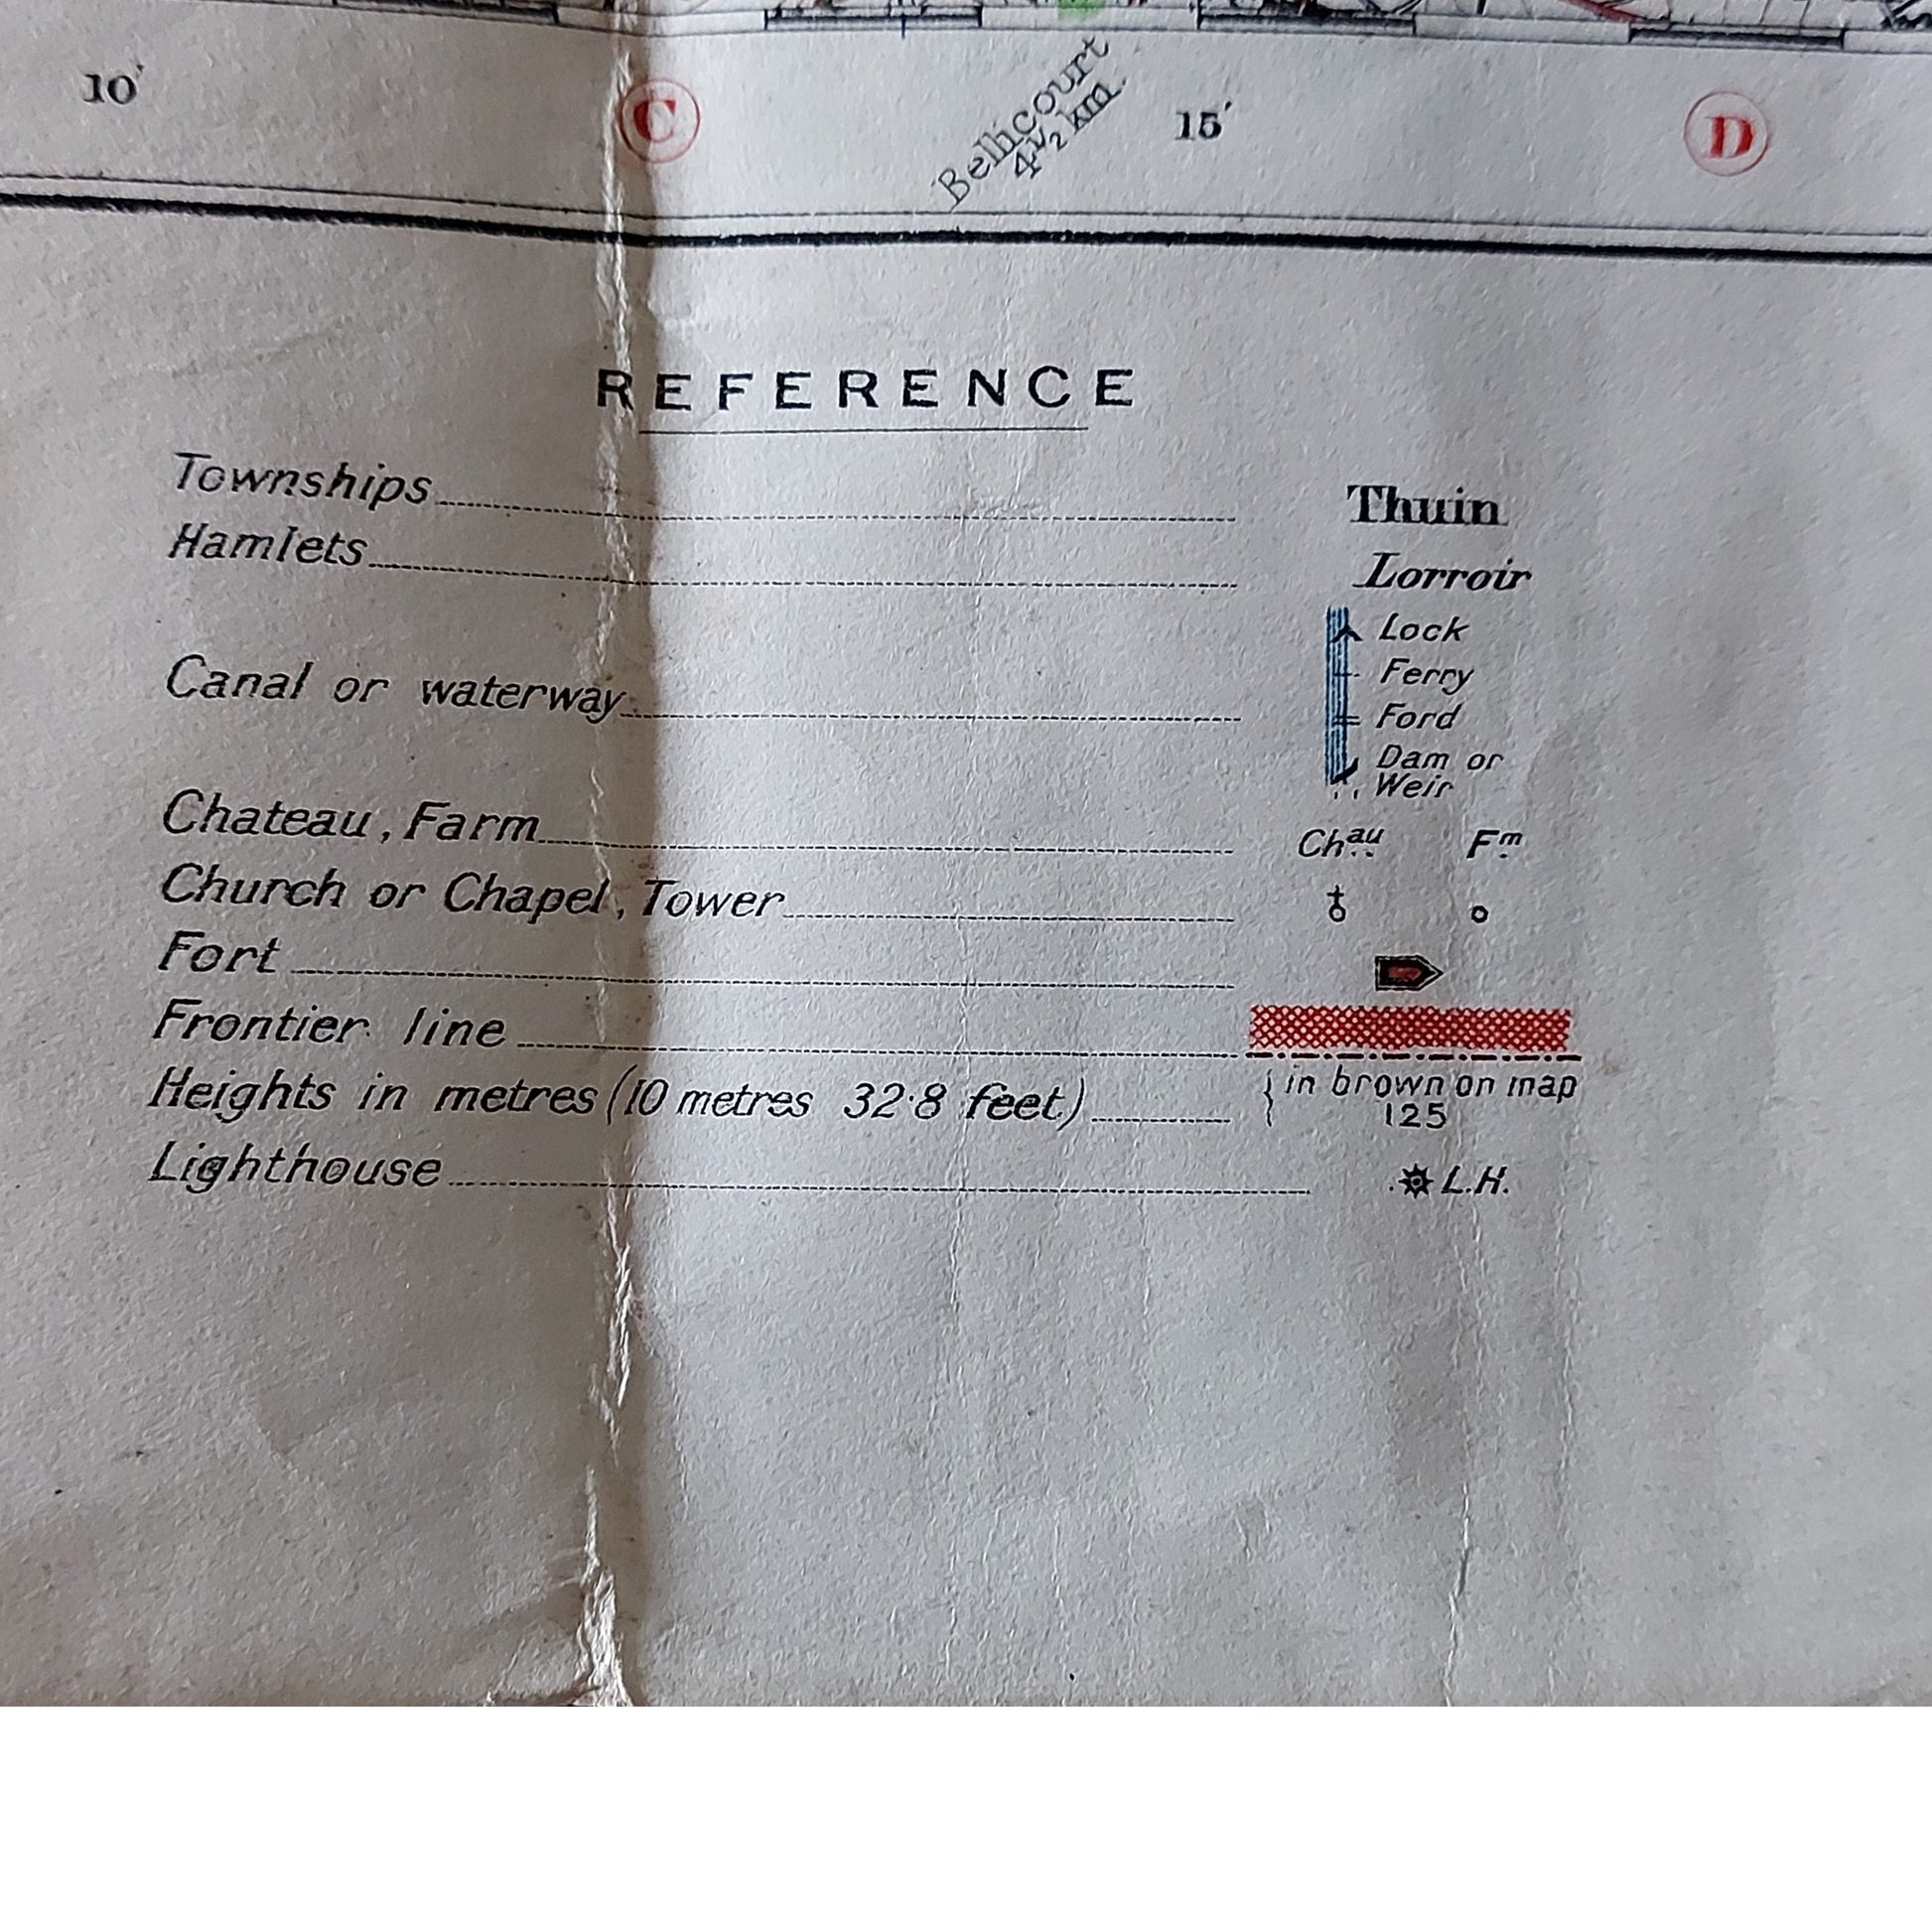 10′
C
Bellicourt
4½ km.
15′
D
REFERENCE
Townships Thuin
Hamlets Lorroir
Canal or waterway
Lock
Ferry
Ford
Dam or
Weir
Chateau, Farm Chau Fm
Church or Chapel, Tower
Fort
Frontier line
Heights in metres (10 metres 32·8 feet.) in brown on map
125
Lighthouse L.H.